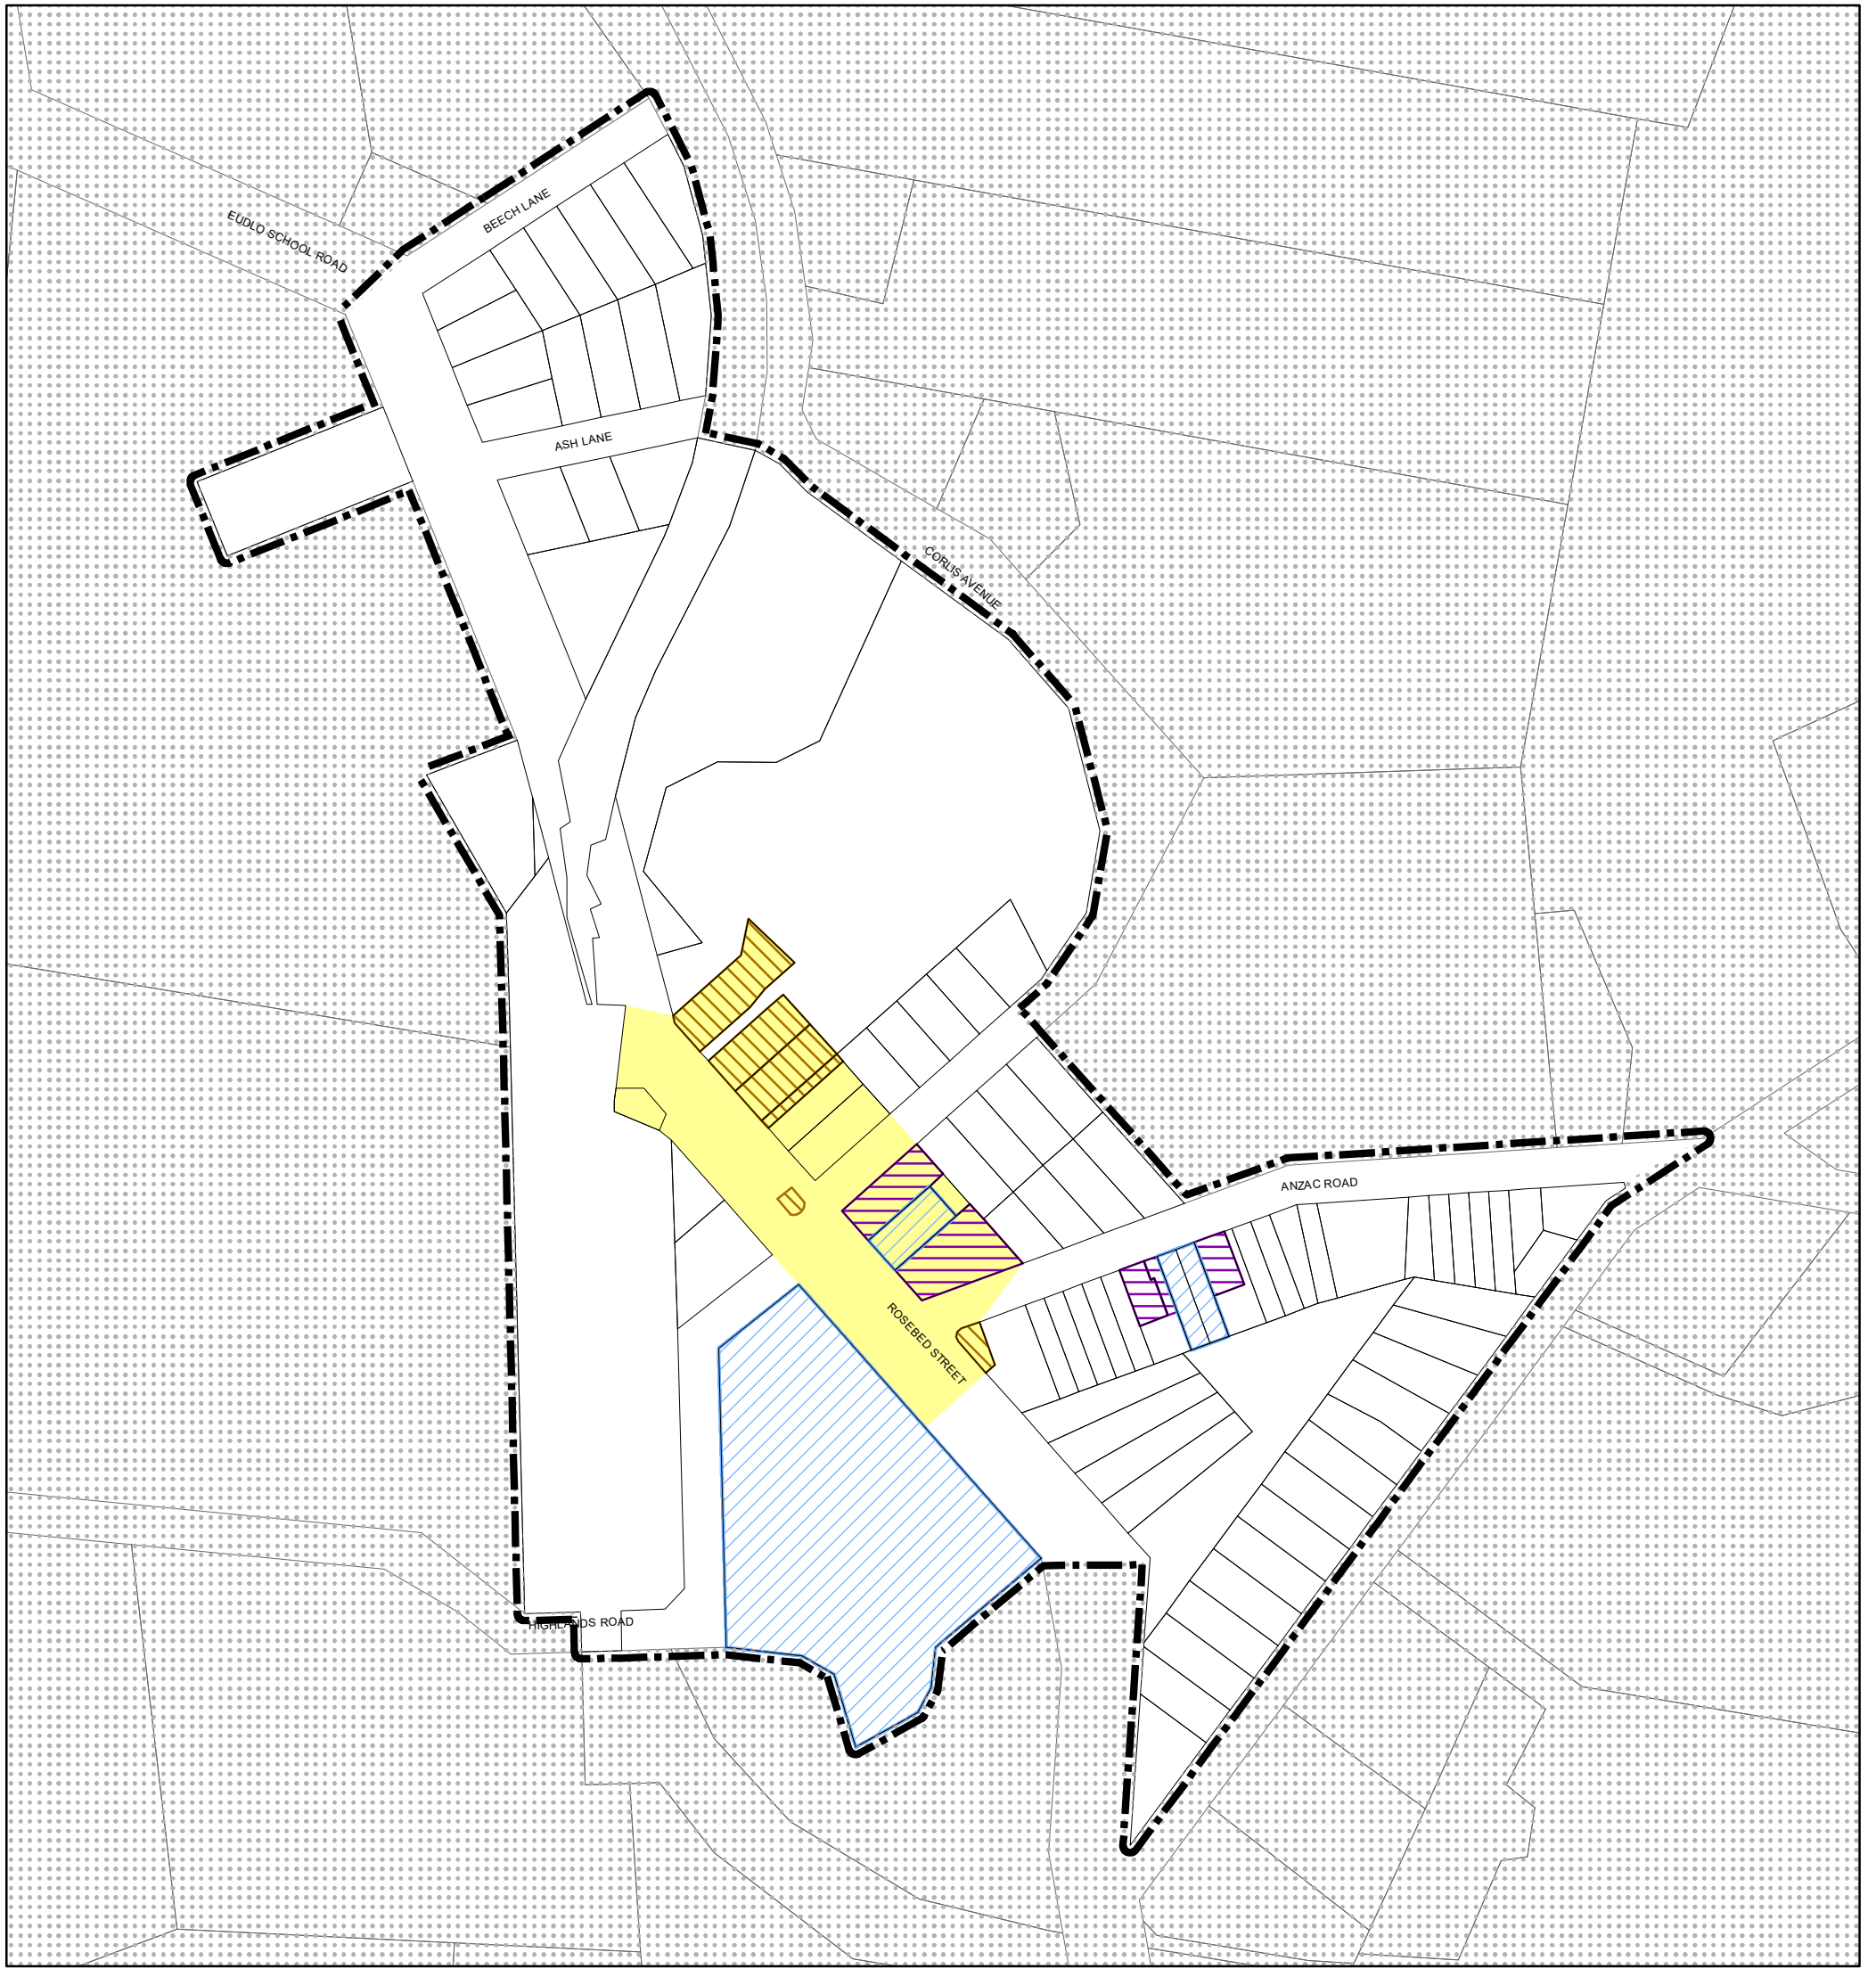 BEECH LANE
EUDLO SCHOOL ROAD
ASH LANE
CORLIS AVENUE
ANZAC ROAD
ROSEBED STREET
HIGHLANDS ROAD